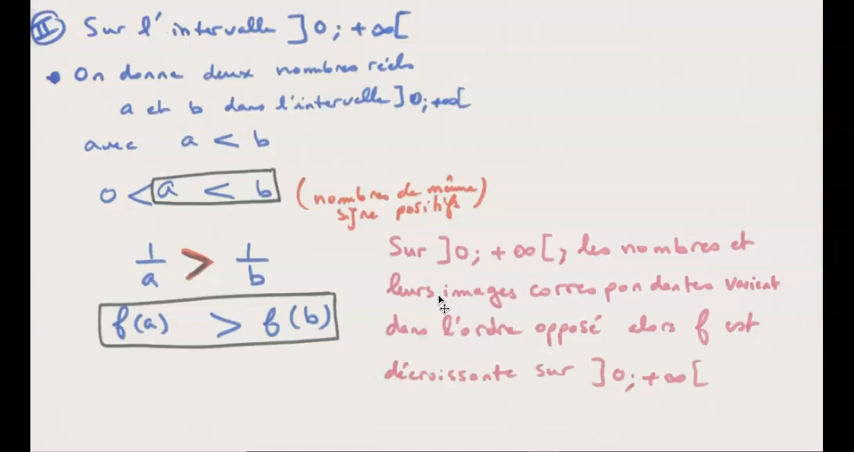 II Sur l'intervalle ]0; +∞[
• On donne deux nombres réels
a et b dans l'intervalle ]0; +∞[
avec a < b
0 < a < b (nombres de même
signe positifs)
1/a > 1/b
f(a) > f(b)
Sur ]0; +∞[, les nombres et
leurs images correspondantes varient
dans l'ordre opposé alors f est
décroissante sur ]0; +∞[